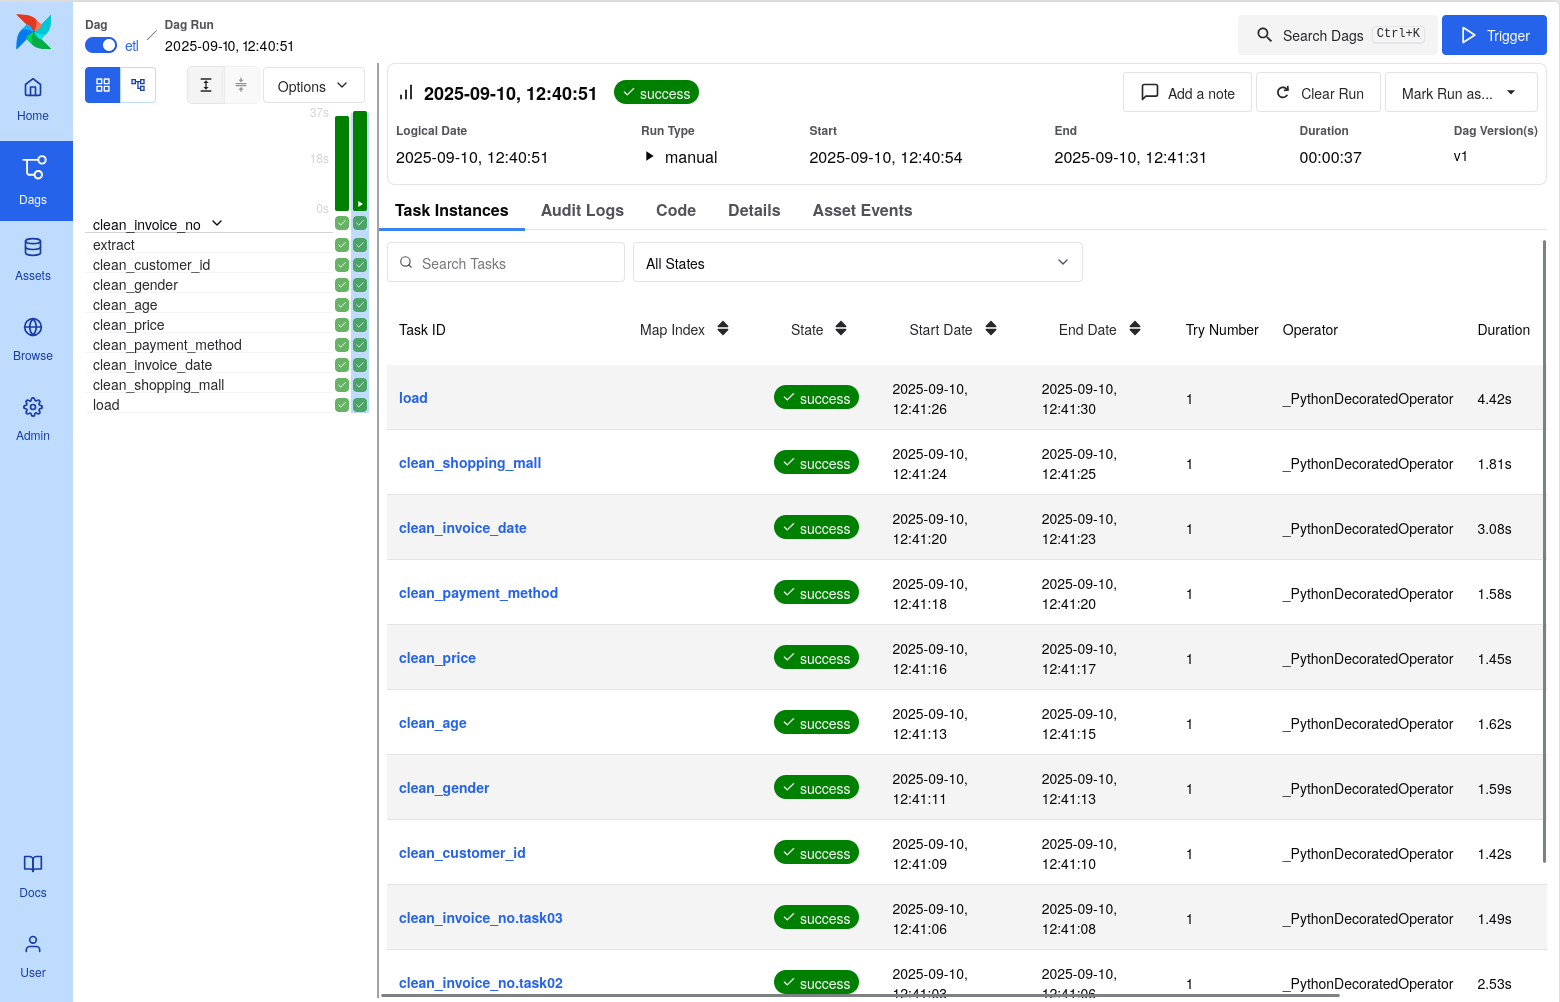 Dag
Dag Run
etl
2025-09-10, 12:40:51
Search Dags
Ctrl+K
Trigger
Home
Dags
Assets
Browse
Admin
Docs
User
Options
37s
18s
0s
clean_invoice_no
extract
clean_customer_id
clean_gender
clean_age
clean_price
clean_payment_method
clean_invoice_date
clean_shopping_mall
load
2025-09-10, 12:40:51
success
Add a note
Clear Run
Mark Run as...
Logical Date Run Type Start End Duration Dag Version(s)
2025-09-10, 12:40:51 manual 2025-09-10, 12:40:54 2025-09-10, 12:41:31 00:00:37 v1
Task Instances Audit Logs Code Details Asset Events
Search Tasks
All States
Task ID Map Index State Start Date End Date Try Number Operator Duration
load success 2025-09-10, 2025-09-10, 1 _PythonDecoratedOperator 4.42s
12:41:26 12:41:30
clean_shopping_mall success 2025-09-10, 2025-09-10, 1 _PythonDecoratedOperator 1.81s
12:41:24 12:41:25
clean_invoice_date success 2025-09-10, 2025-09-10, 1 _PythonDecoratedOperator 3.08s
12:41:20 12:41:23
clean_payment_method success 2025-09-10, 2025-09-10, 1 _PythonDecoratedOperator 1.58s
12:41:18 12:41:20
clean_price success 2025-09-10, 2025-09-10, 1 _PythonDecoratedOperator 1.45s
12:41:16 12:41:17
clean_age success 2025-09-10, 2025-09-10, 1 _PythonDecoratedOperator 1.62s
12:41:13 12:41:15
clean_gender success 2025-09-10, 2025-09-10, 1 _PythonDecoratedOperator 1.59s
12:41:11 12:41:13
clean_customer_id success 2025-09-10, 2025-09-10, 1 _PythonDecoratedOperator 1.42s
12:41:09 12:41:10
clean_invoice_no.task03 success 2025-09-10, 2025-09-10, 1 _PythonDecoratedOperator 1.49s
12:41:06 12:41:08
clean_invoice_no.task02 success 2025-09-10, 2025-09-10, 1 _PythonDecoratedOperator 2.53s